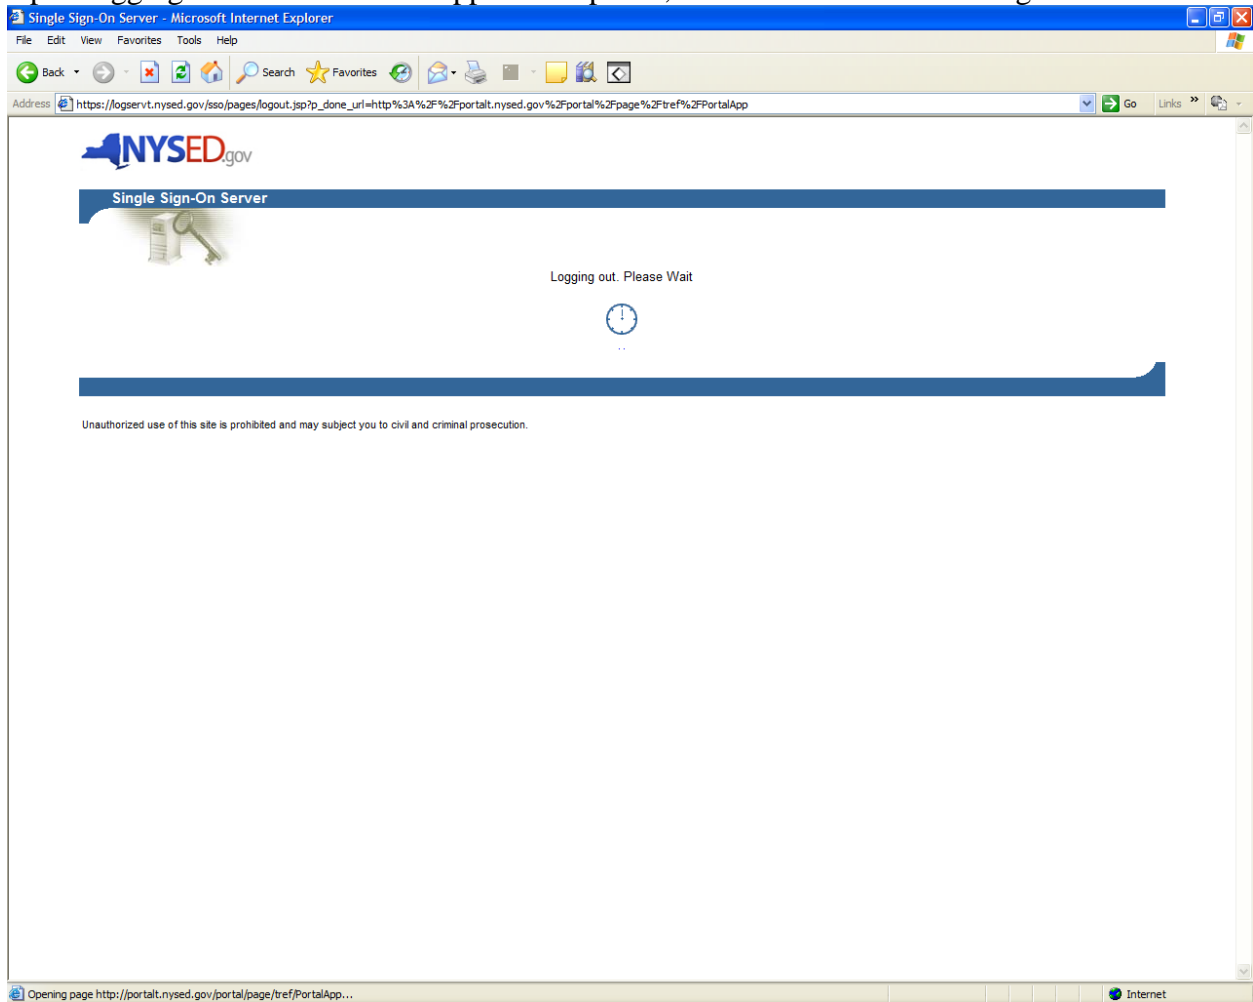 Single Sign-On Server - Microsoft Internet Explorer
File Edit View Favorites Tools Help
Back Search Favorites
Address https://logservt.nysed.gov/sso/pages/logout.jsp?p_done_url=http%3A%2F%2Fportalt.nysed.gov%2Fportal%2Fpage%2Ftref%2FPortalApp Go Links »
NYSED.gov
Single Sign-On Server
Logging out. Please Wait
..
Unauthorized use of this site is prohibited and may subject you to civil and criminal prosecution.
Opening page http://portalt.nysed.gov/portal/page/tref/PortalApp... Internet